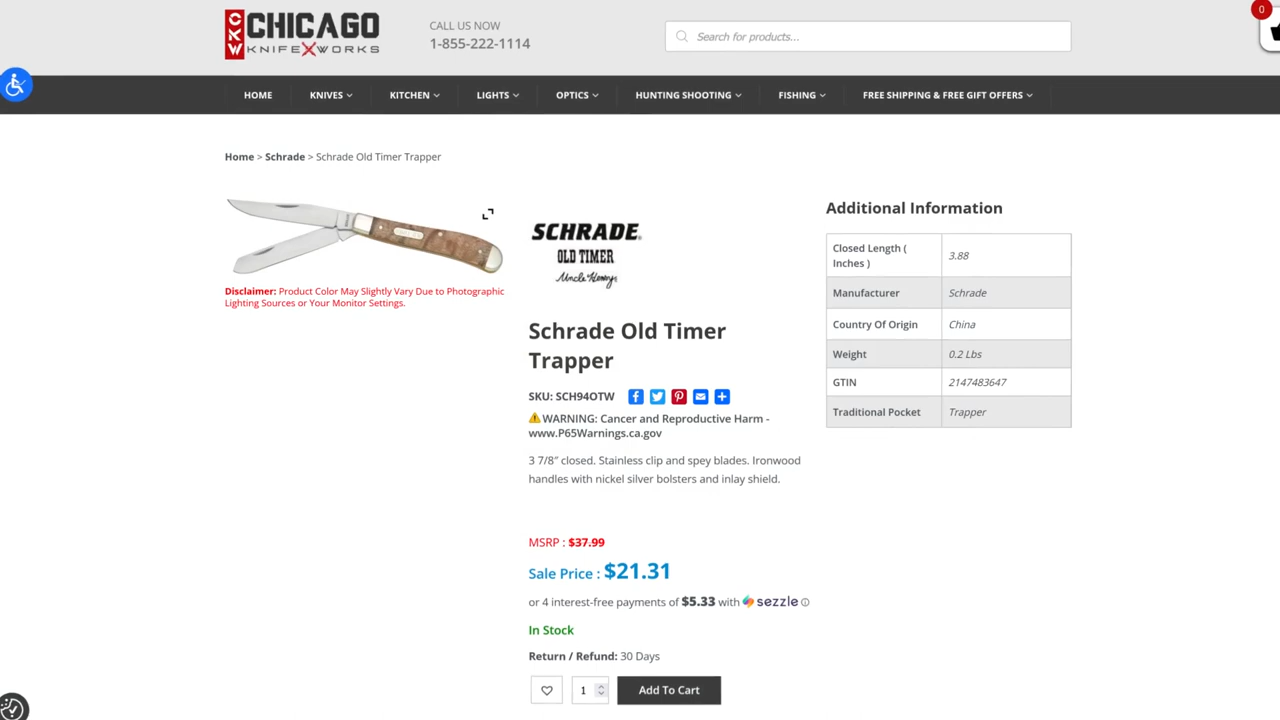 CKW CHICAGO
KNIFEWORKS
CALL US NOW
1-855-222-1114
Search for products...
0
HOME
KNIVES
KITCHEN
LIGHTS
OPTICS
HUNTING SHOOTING
FISHING
FREE SHIPPING & FREE GIFT OFFERS
Home > Schrade > Schrade Old Timer Trapper
Disclaimer: Product Color May Slightly Vary Due to Photographic
Lighting Sources or Your Monitor Settings.
SCHRADE.
OLD TIMER
Uncle Henry.
Schrade Old Timer
Trapper
SKU: SCH94OTW
WARNING: Cancer and Reproductive Harm -
www.P65Warnings.ca.gov
3 7/8″ closed. Stainless clip and spey blades. Ironwood
handles with nickel silver bolsters and inlay shield.
MSRP : $37.99
Sale Price : $21.31
or 4 interest-free payments of $5.33 with sezzle
In Stock
Return / Refund: 30 Days
1
Add To Cart
Additional Information
Closed Length (
Inches )
3.88
Manufacturer Schrade
Country Of Origin China
Weight 0.2 Lbs
GTIN 2147483647
Traditional Pocket Trapper